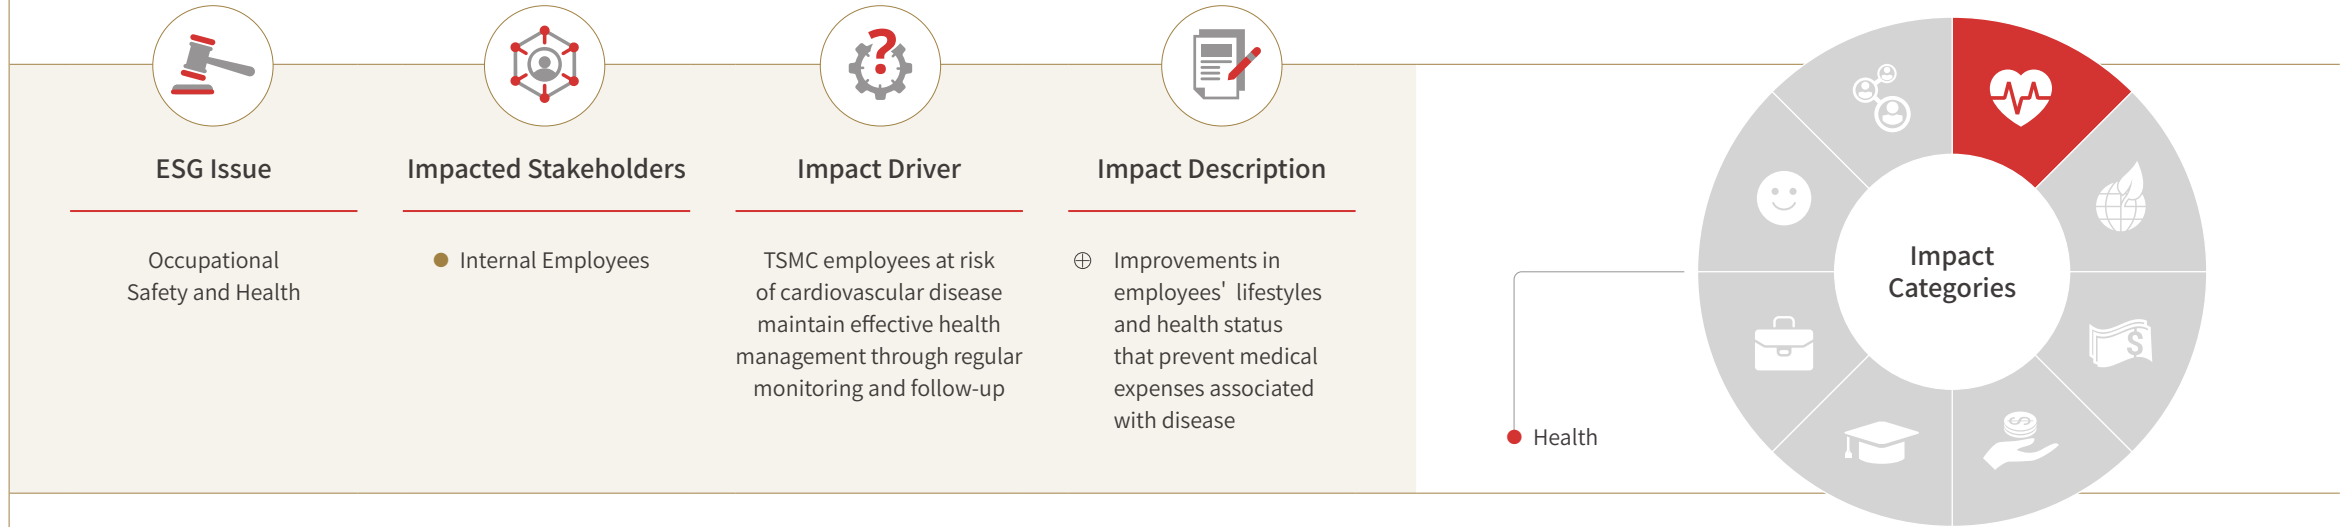 ESG Issue
Occupational
Safety and Health
Impacted Stakeholders
Internal Employees
Impact Driver
TSMC employees at risk
of cardiovascular disease
maintain effective health
management through regular
monitoring and follow-up
Impact Description
Improvements in
employees' lifestyles
and health status
that prevent medical
expenses associated
with disease
Health
Impact
Categories